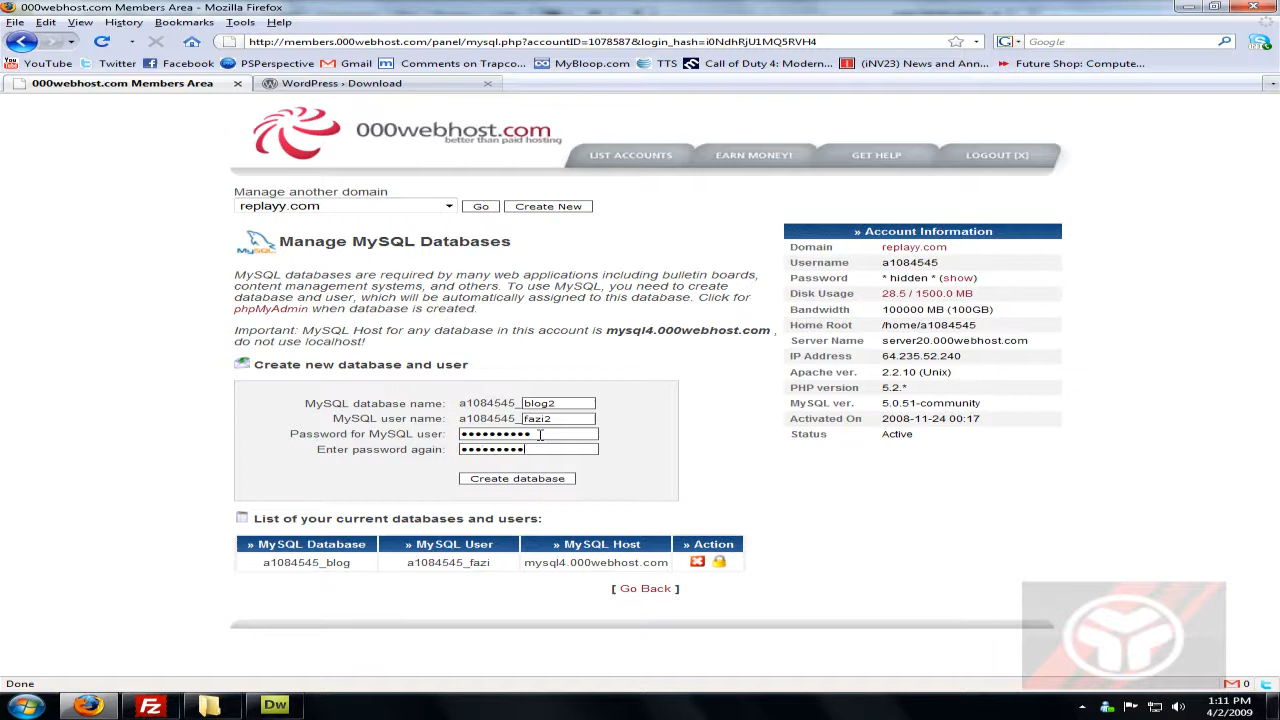 000webhost.com Members Area - Mozilla Firefox
File Edit View History Bookmarks Tools Help
http://members.000webhost.com/panel/mysql.php?accountID=1078587&login_hash=i0NdhRjU1MQ5RVH4
Google
YouTube Twitter Facebook PSPerspective Gmail Comments on Trapco... MyBloop.com TTS Call of Duty 4: Modern... (iNV23) News and Ann... Future Shop: Compute...
000webhost.com Members Area WordPress › Download
000webhost.com
better than paid hosting
LIST ACCOUNTS EARN MONEY! GET HELP LOGOUT [X]
Manage another domain
replayy.com Go Create New
MySQL Manage MySQL Databases
MySQL databases are required by many web applications including bulletin boards,
content management systems, and others. To use MySQL, you need to create
database and user, which will be automatically assigned to this database. Click for
phpMyAdmin when database is created.
Important: MySQL Host for any database in this account is mysql4.000webhost.com ,
do not use localhost!
Create new database and user
MySQL database name: a1084545_ blog2
MySQL user name: a1084545_ fazi2
Password for MySQL user: ••••••••••
Enter password again: •••••••••
Create database
List of your current databases and users:
» MySQL Database » MySQL User » MySQL Host » Action
a1084545_blog a1084545_fazi mysql4.000webhost.com
[ Go Back ]
» Account Information
Domain replayy.com
Username a1084545
Password * hidden * (show)
Disk Usage 28.5 / 1500.0 MB
Bandwidth 100000 MB (100GB)
Home Root /home/a1084545
Server Name server20.000webhost.com
IP Address 64.235.52.240
Apache ver. 2.2.10 (Unix)
PHP version 5.2.*
MySQL ver. 5.0.51-community
Activated On 2008-11-24 00:17
Status Active
Done
0
Fz Dw
1:11 PM
4/2/2009